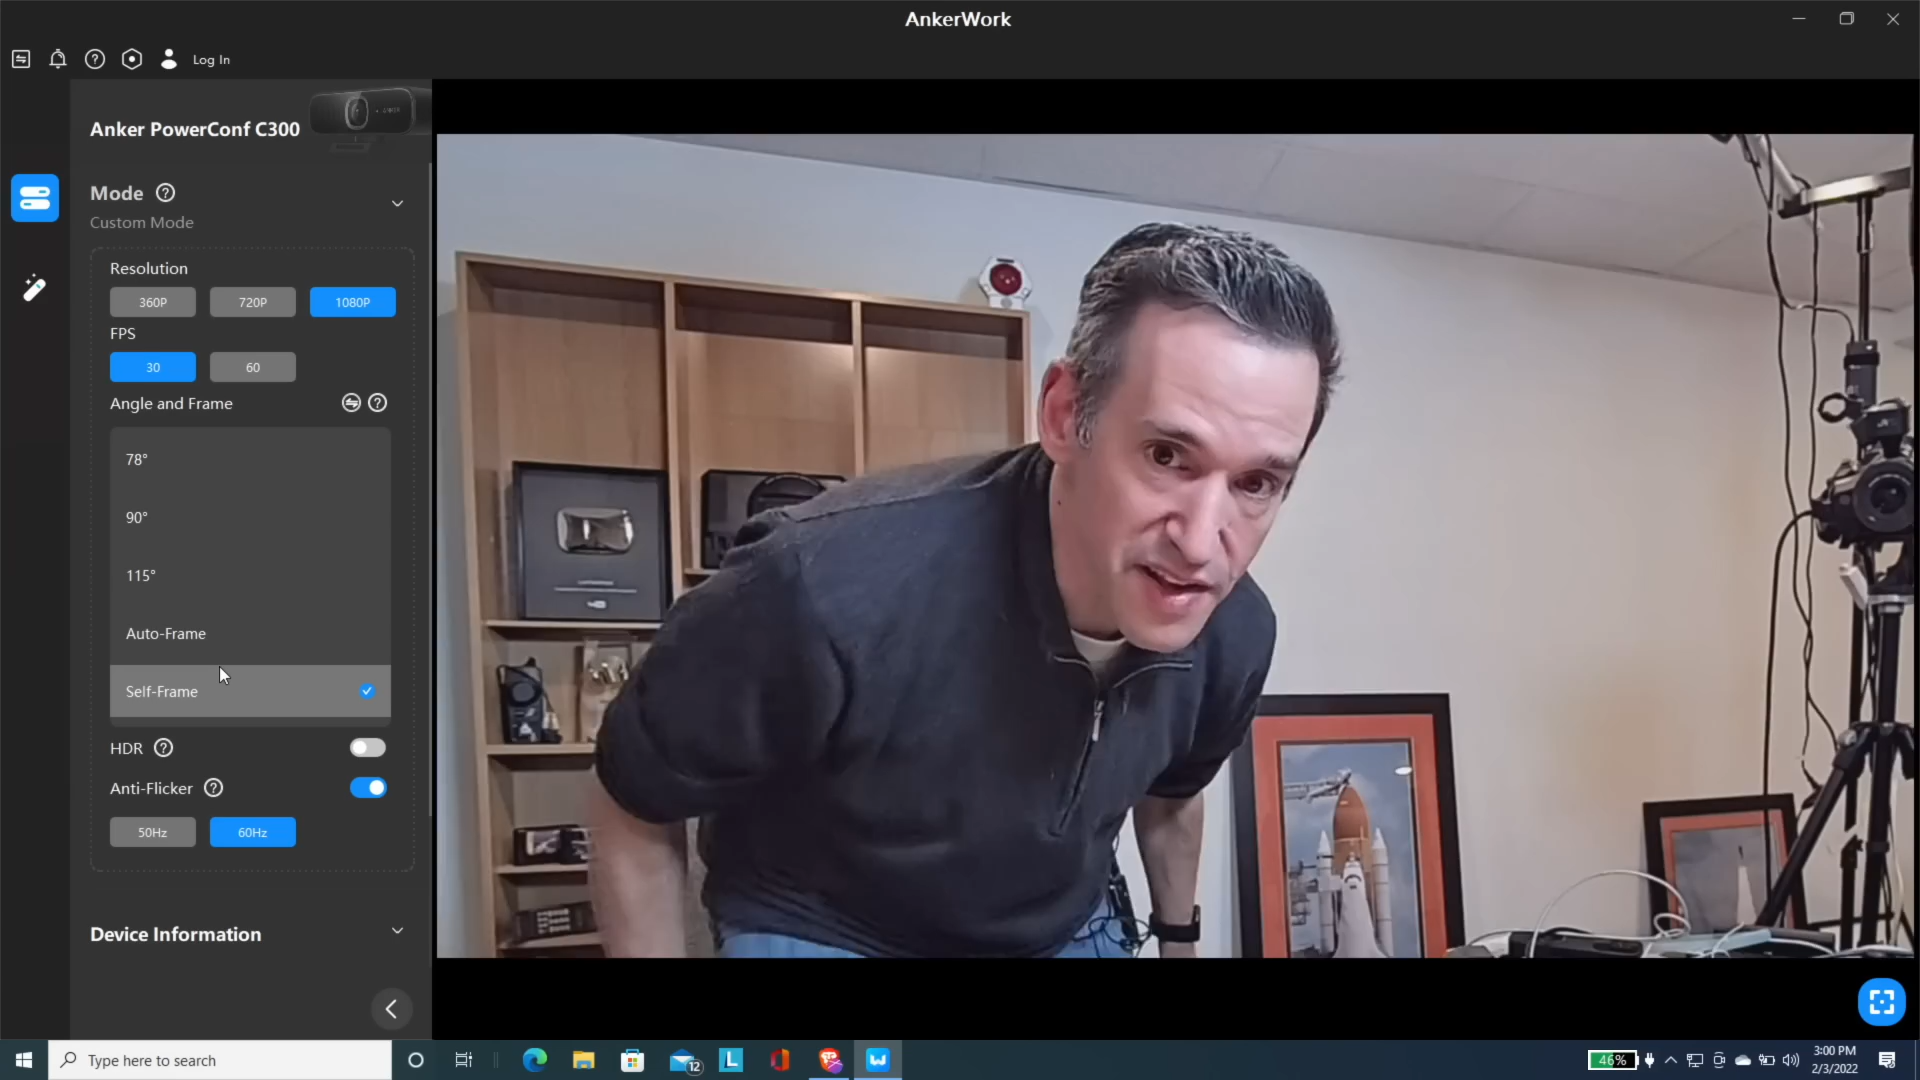 AnkerWork
Log In
Anker PowerConf C300
ANKER
Mode
Custom Mode
Resolution
360P 720P 1080P
FPS
30 60
Angle and Frame
78°
90°
115°
Auto-Frame
Self-Frame
HDR
Anti-Flicker
50Hz 60Hz
Device Information
Type here to search
12
L
46%
3:00 PM
2/3/2022